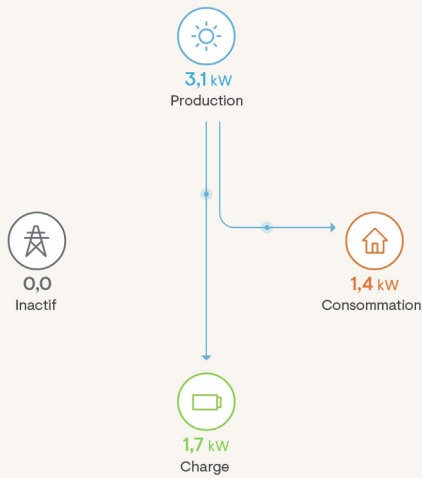 3,1 kW
Production
0,0
Inactif
1,4 kW
Consommation
1,7 kW
Charge